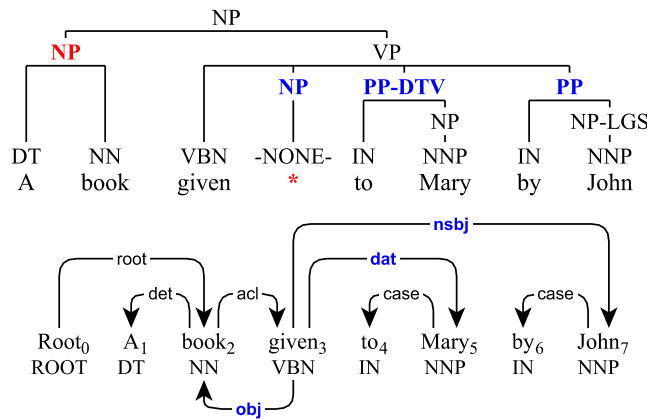 NP
NP VP
NP PP-DTV PP
NP NP-LGS
DT NN VBN -NONE- IN NNP IN NNP
A book given * to Mary by John
nsbj
root dat
det acl case case
Root0 A1 book2 given3 to4 Mary5 by6 John7
ROOT DT NN VBN IN NNP IN NNP
obj